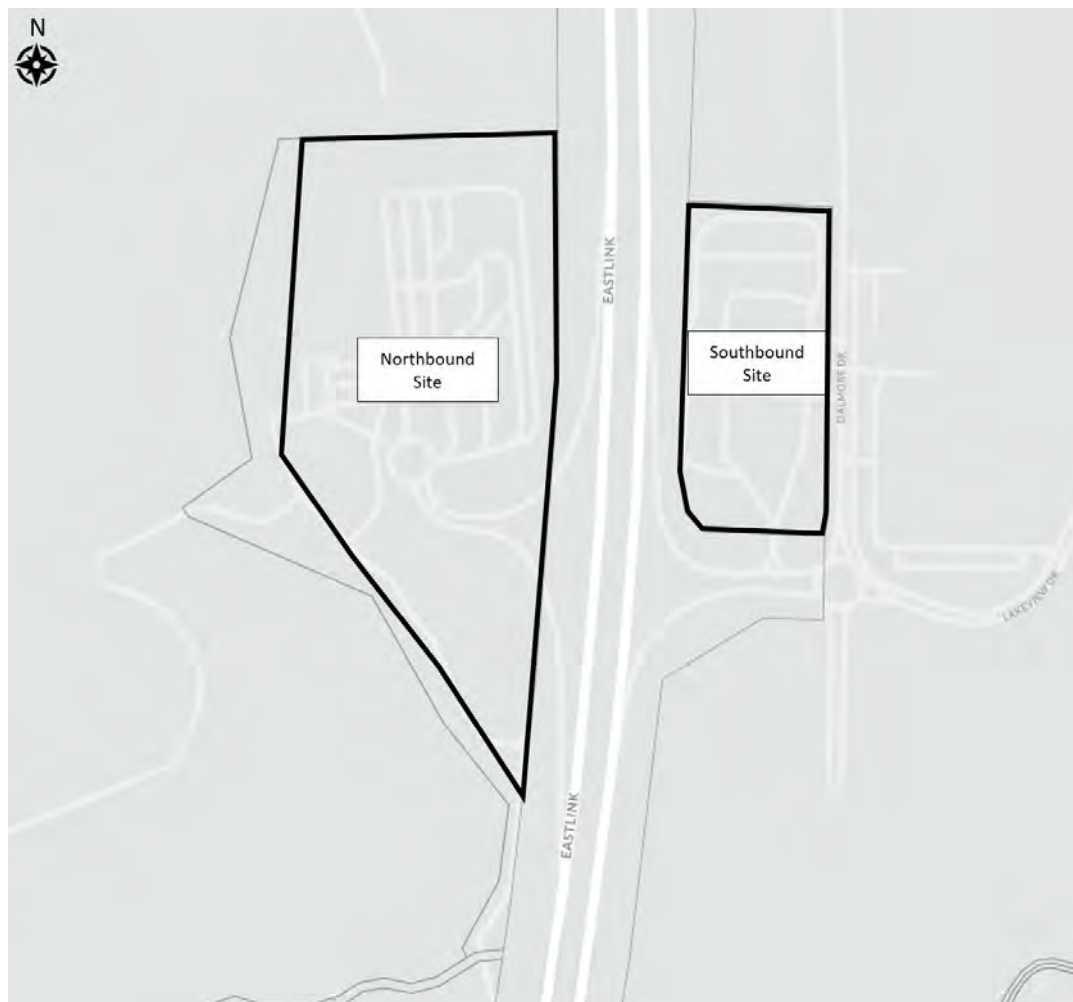 N
EASTLINK
Northbound
Site
Southbound
Site
DALMORE DR
LAKEVIEW DR
EASTLINK